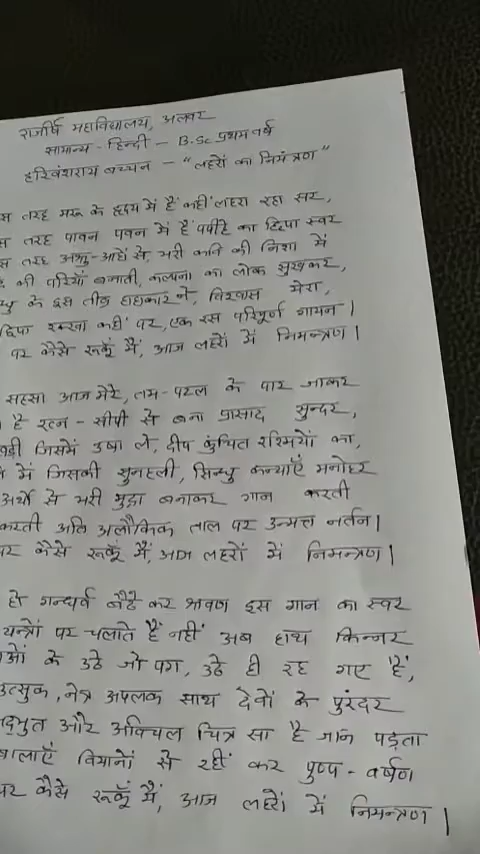 राजर्षि महाविद्यालय, अलवर
सामान्य - हिन्दी - B.Sc प्रथम वर्ष
हरिवंशराय बच्चन - "लहरों का निमंत्रण"
तरह मरू के हृदय में है कहीं लहरा रहा सर,
तरह पावस पवन में है पपीहे का छिपा स्वर
तरह अश्रु-आहों से, भरी कवि की निशा में
की परियाँ बनाती, कल्पना का लोक सुखकर,
के इस तीव्र हाहाकार ने, विश्वास मेरा,
छिपा रक्खा कहीं पर, एक रस परिपूर्ण गायन |
पर कैसे रूकूँ मैं, आज लहरों में निमन्त्रण |
सहसा आज मेरे, तम-पटल के पार जाकर
है रत्न - सीपी से बना प्रासाद सुन्दर,
जिसमें उषा ले, दीप कुंचित रश्मियों का,
में जिसकी सुनहली, सिन्धु कन्याएँ मनोहर
अर्थो से भरी मुद्रा बनाकर गान करती
करती अति अलौकिक ताल पर उन्मत्त नर्तन |
पर कैसे रूकूँ मैं, आज लहरों में निमन्त्रण |
हो गन्धर्व बैठे कर श्रवण इस गान का स्वर
यन्त्रों पर चलाते हैं नहीं अब हाथ किन्नर
के उठे जो पग, उठे ही रह गए हैं,
उत्सुक, नेत्र अपलक साथ देवों के पुरंदर
और अविचल चित्र सा है जान पड़ता
बालाएँ विमानों से रहीं कर पुष्प - वर्षण
पर कैसे रूकूँ मैं, आज लहरों में निमन्त्रण |